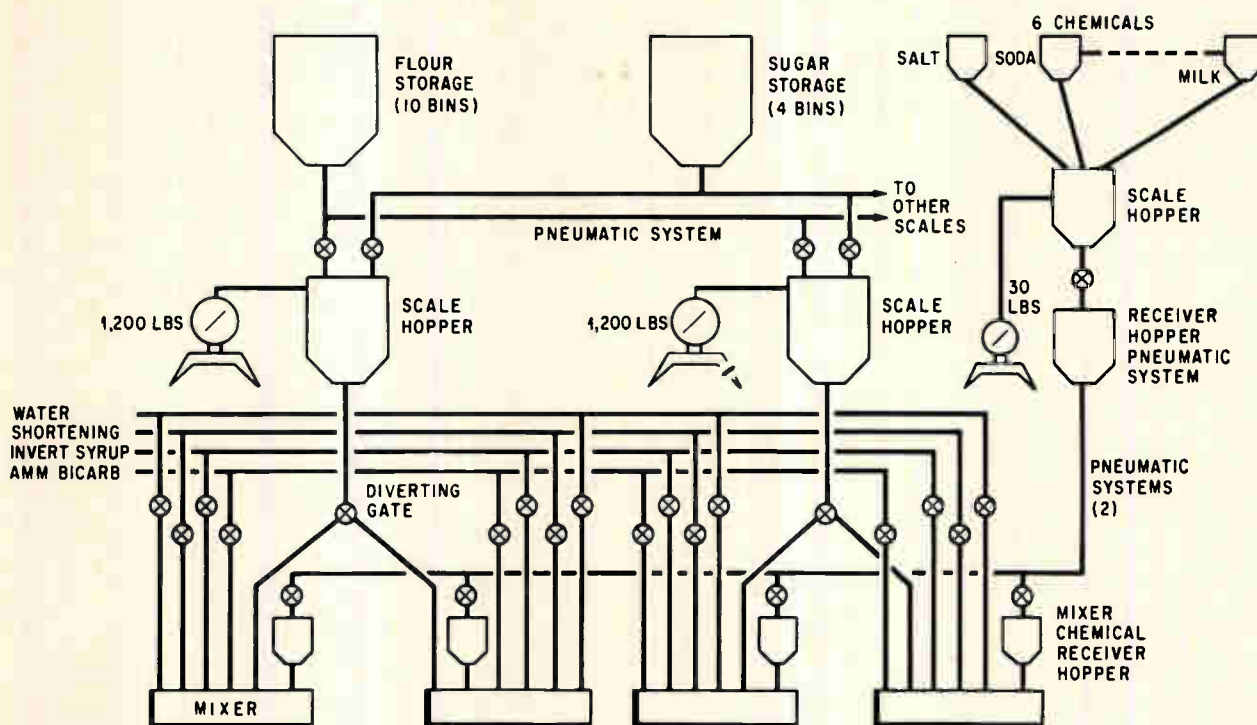 6 CHEMICALS
SALT
SODA
MILK
FLOUR
STORAGE
(10 BINS)
SUGAR
STORAGE
(4 BINS)
SCALE
HOPPER
TO
OTHER
SCALES
PNEUMATIC SYSTEM
1,200 LBS
SCALE
HOPPER
1,200 LBS
SCALE
HOPPER
30
LBS
RECEIVER
HOPPER
PNEUMATIC
SYSTEM
WATER
SHORTENING
INVERT SYRUP
AMM BICARB
DIVERTING
GATE
PNEUMATIC
SYSTEMS
(2)
MIXER
CHEMICAL
RECEIVER
HOPPER
MIXER